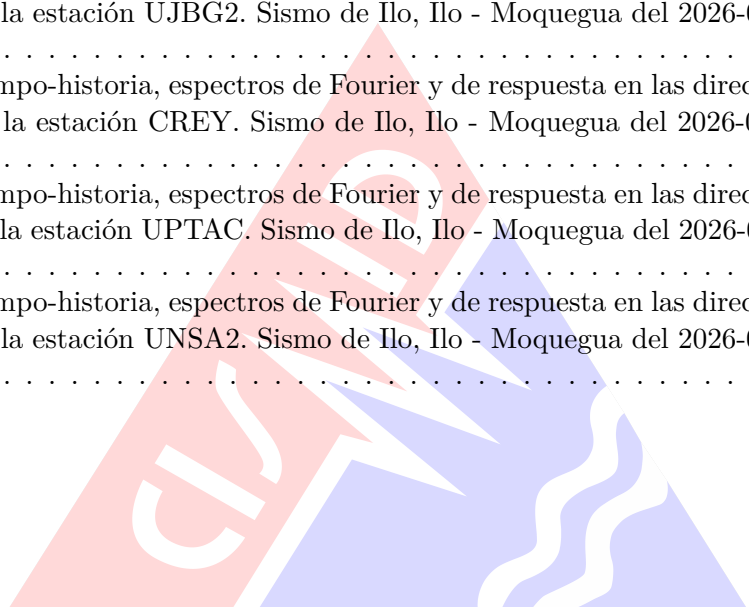 la estación UJBG2. Sismo de Ilo, Ilo - Moquegua del 2026-
. . . . . . . . . . . . . . . . . . . . . . . . . . . . . . . . .
mpo-historia, espectros de Fourier y de respuesta en las direc
la estación CREY. Sismo de Ilo, Ilo - Moquegua del 2026-
. . . . . . . . . . . . . . . . . . . . . . . . . . . . . . . . .
mpo-historia, espectros de Fourier y de respuesta en las direc
la estación UPTAC. Sismo de Ilo, Ilo - Moquegua del 2026-
. . . . . . . . . . . . . . . . . . . . . . . . . . . . . . . . .
mpo-historia, espectros de Fourier y de respuesta en las direc
la estación UNSA2. Sismo de Ilo, Ilo - Moquegua del 2026-
. . . . . . . . . . . . . . . . . . . . . . . . . . . . . . . . .
CISMID